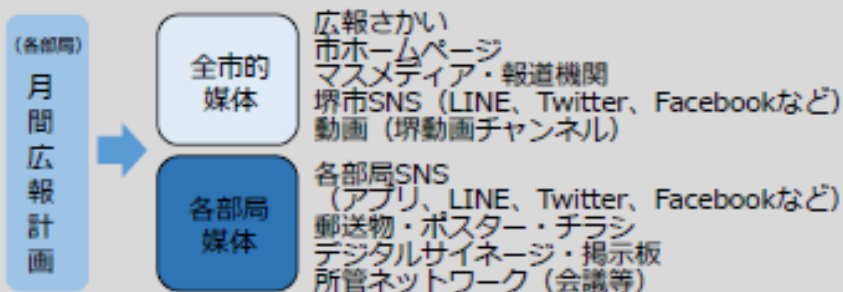 (各部局)
月間広報計画
全市的
媒体
広報さかい
市ホームページ
マスメディア・報道機関
堺市SNS(LINE、Twitter、Facebookなど)
動画(堺動画チャンネル)
各部局
媒体
各部局SNS
(アプリ、LINE、Twitter、Facebookなど)
郵送物・ポスター・チラシ
デジタルサイネージ・掲示板
所管ネットワーク(会議等)